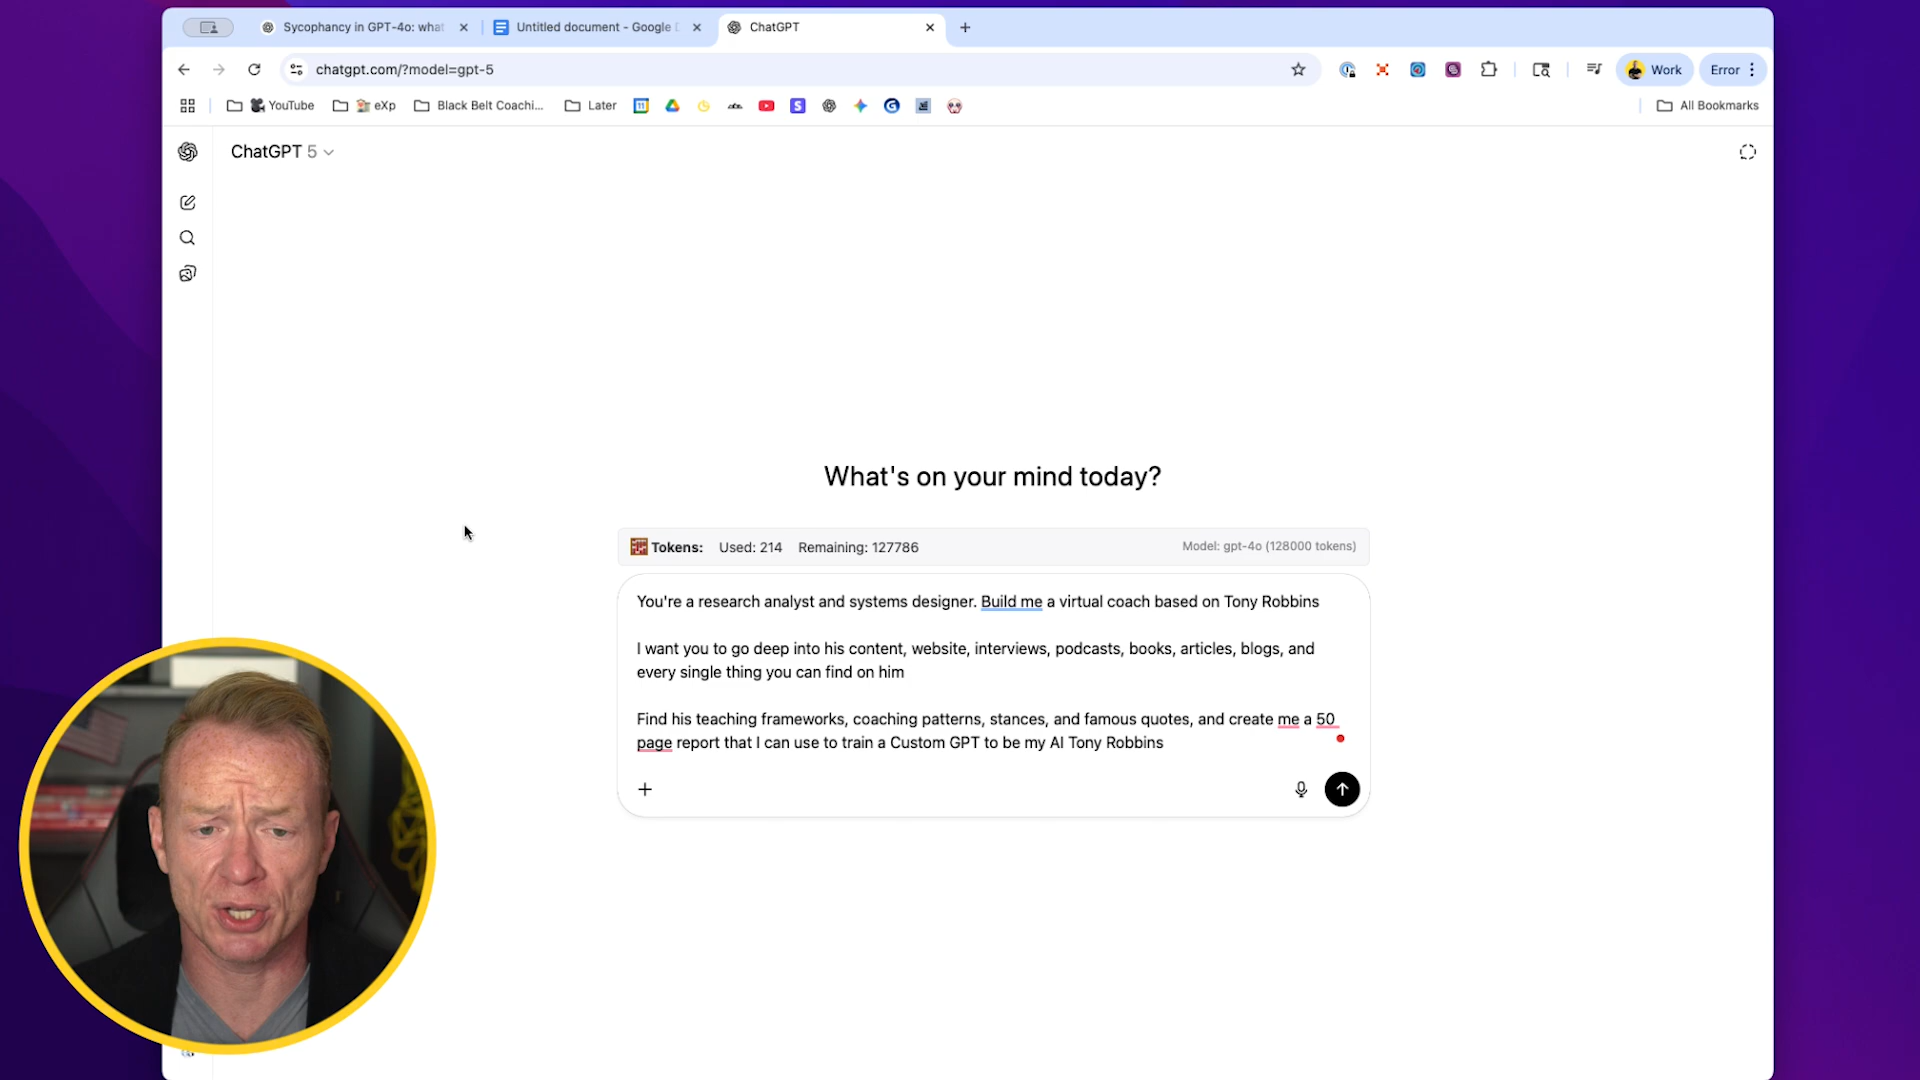 Sycophancy in GPT-4o: what
Untitled document - Google
ChatGPT
chatgpt.com/?model=gpt-5
Work
Error
YouTube
eXp
Black Belt Coachi...
Later
All Bookmarks
ChatGPT 5
What's on your mind today?
Tokens: Used: 214 Remaining: 127786
Model: gpt-4o (128000 tokens)
You're a research analyst and systems designer. Build me a virtual coach based on Tony Robbins
I want you to go deep into his content, website, interviews, podcasts, books, articles, blogs, and
every single thing you can find on him
Find his teaching frameworks, coaching patterns, stances, and famous quotes, and create me a 50
page report that I can use to train a Custom GPT to be my AI Tony Robbins